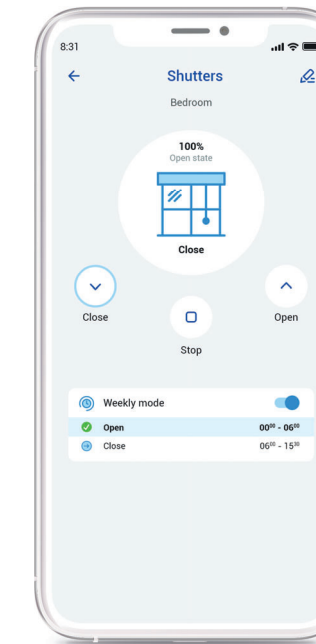 8:31
Shutters
Bedroom
100%
Open state
Close
Close
Open
Stop
Weekly mode
Open 00⁰⁰ - 06⁰⁰
Close 06⁰⁰ - 15³⁰